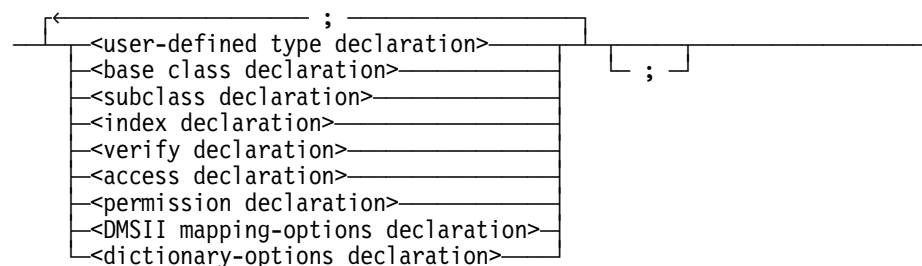 ;
<user-defined type declaration>
<base class declaration>
;
<subclass declaration>
<index declaration>
<verify declaration>
<access declaration>
<permission declaration>
<DMSII mapping-options declaration>
<dictionary-options declaration>